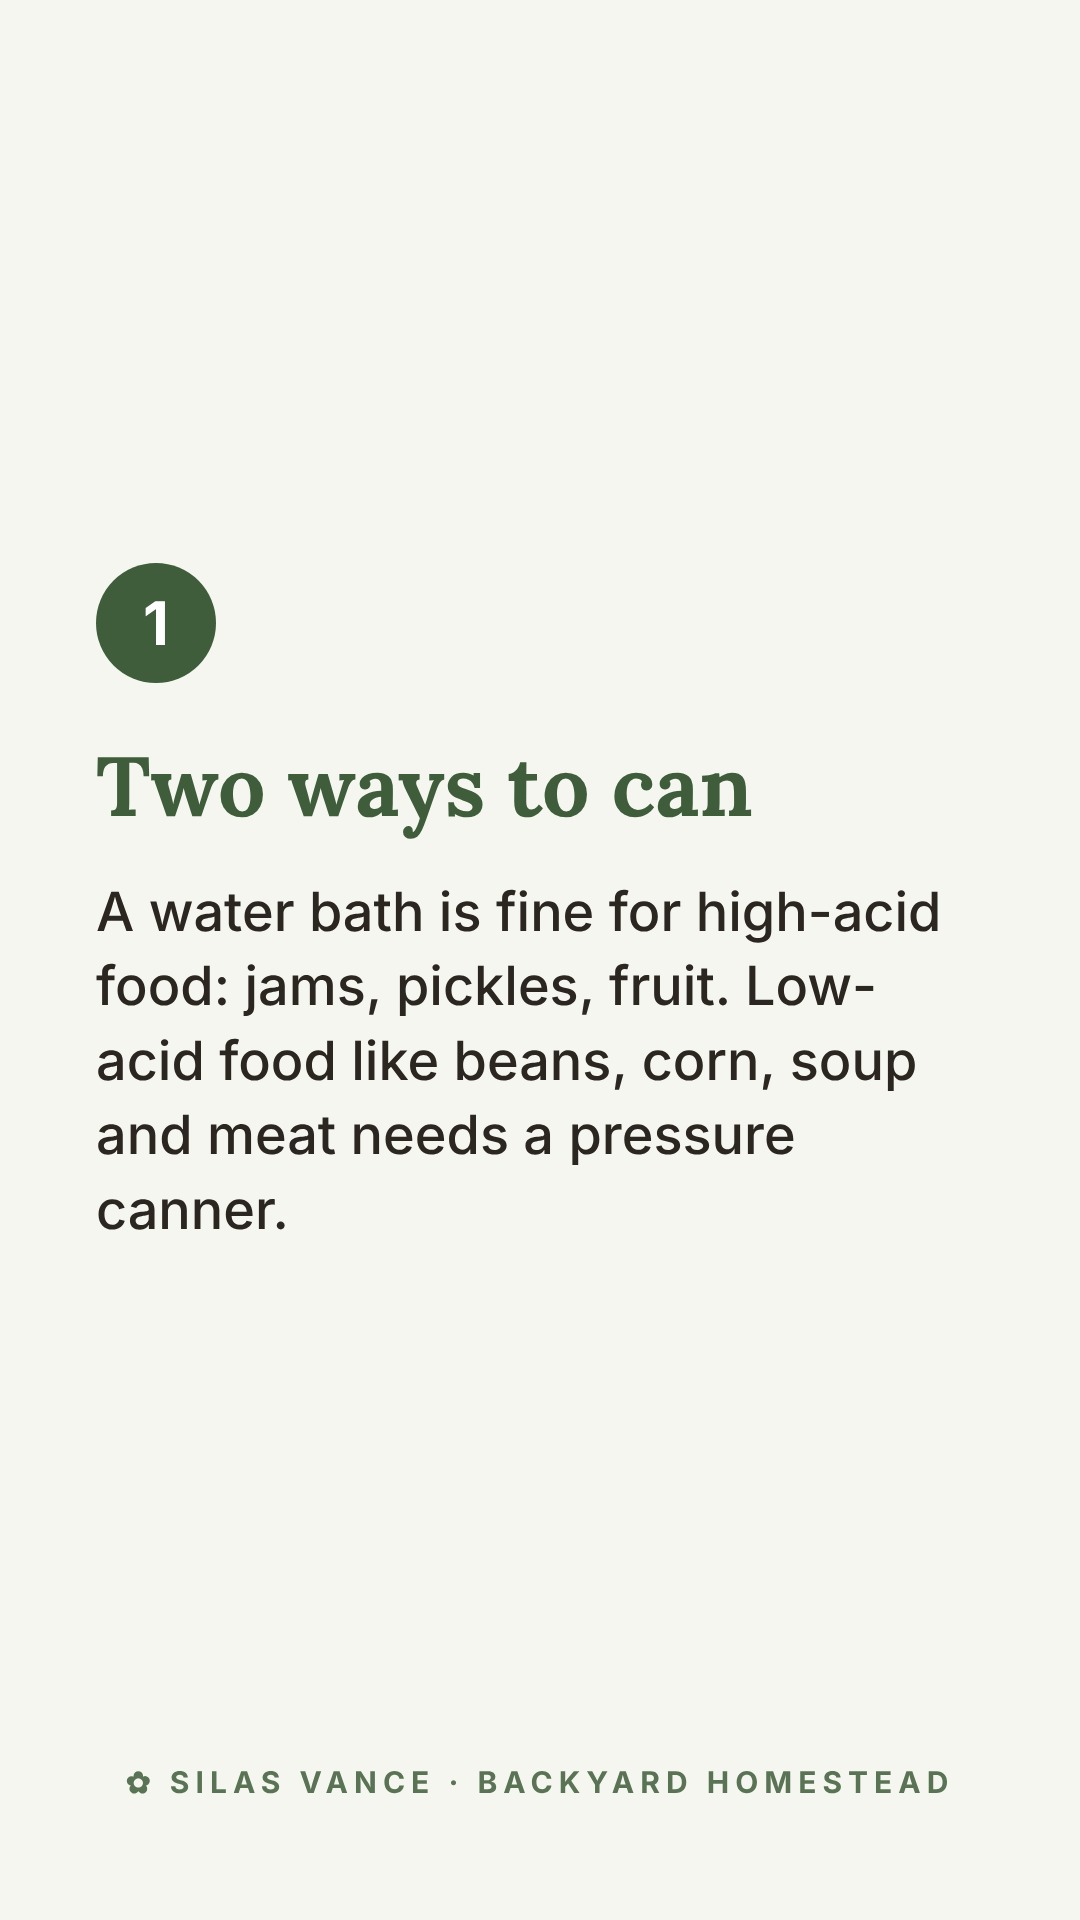 1
Two ways to can
A water bath is fine for high-acid
food: jams, pickles, fruit. Low-
acid food like beans, corn, soup
and meat needs a pressure
canner.
✿ SILAS VANCE · BACKYARD HOMESTEAD